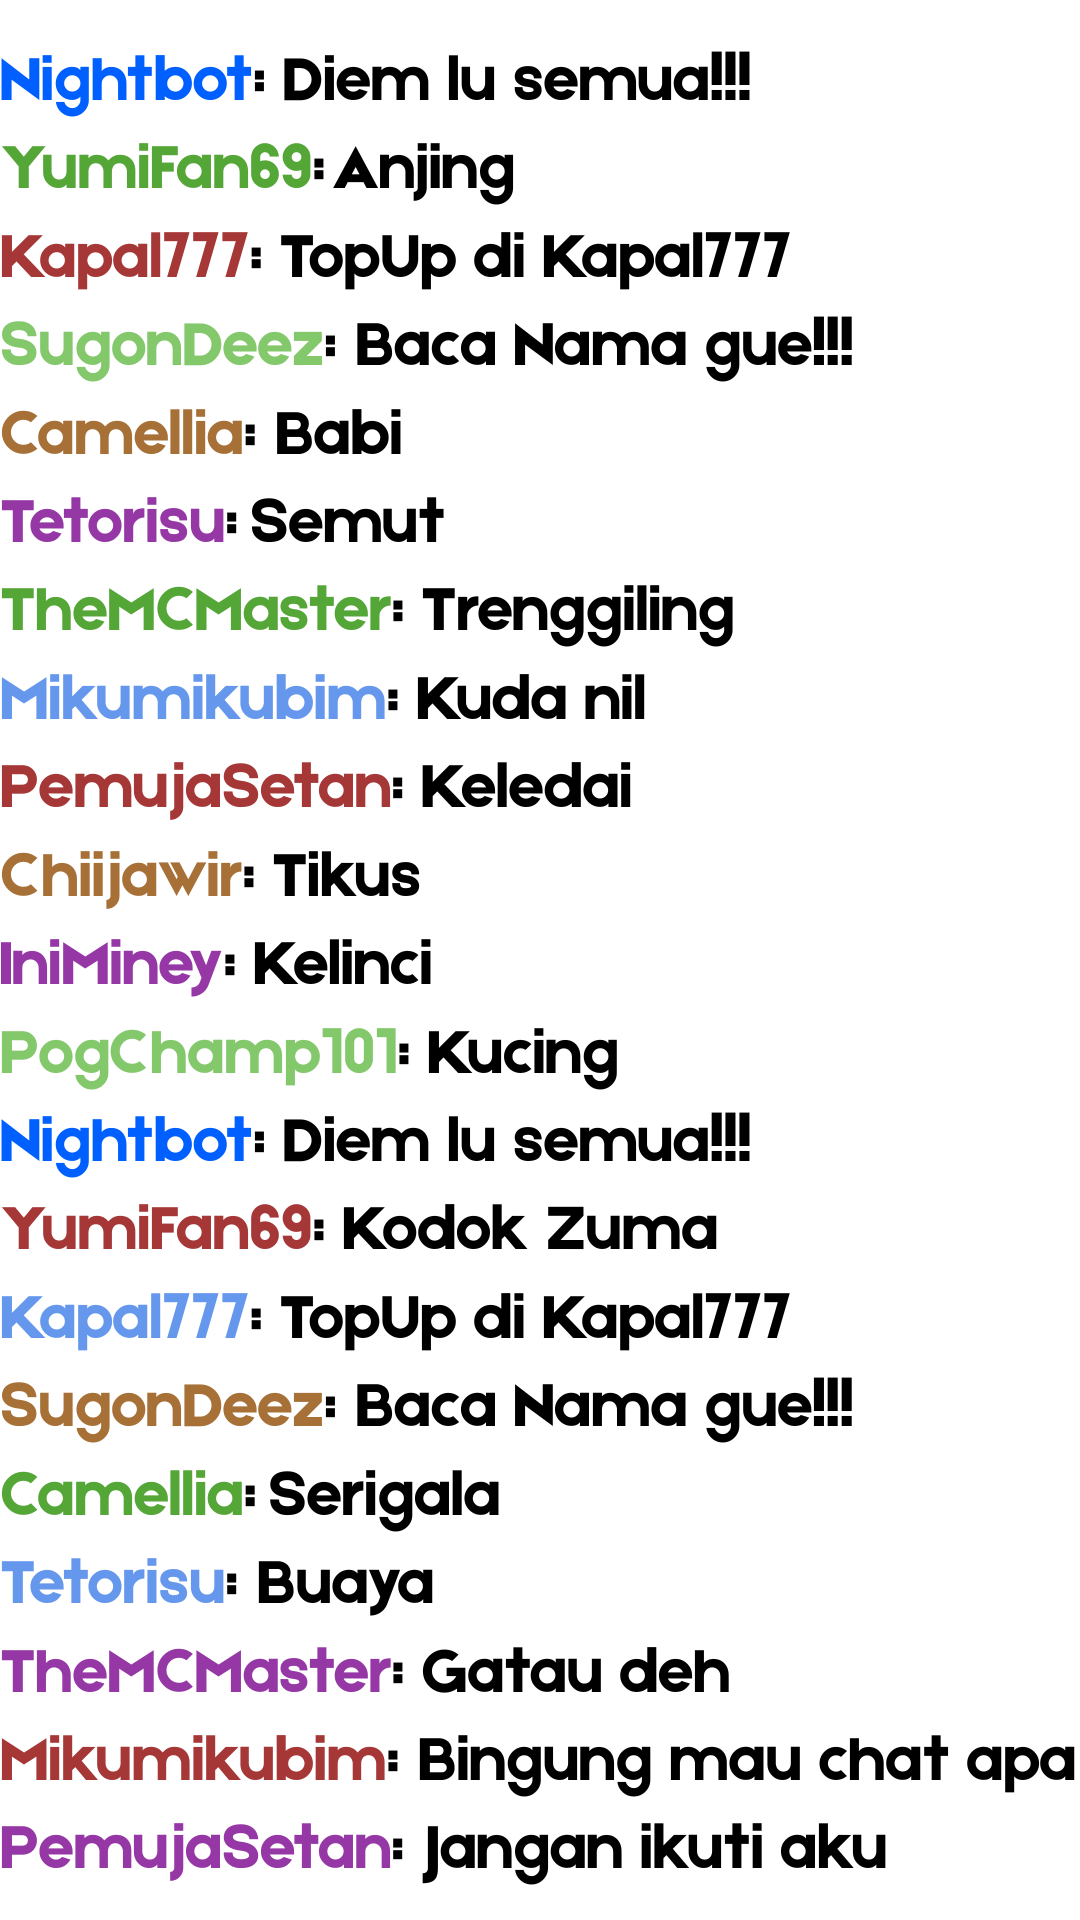 Nightbot: Diem lu semua!!!
YumiFan69: Anjing
Kapal777: TopUp di Kapal777
SugonDeez: Baca Nama gue!!!
Camellia: Babi
Tetorisu: Semut
TheMCMaster: Trenggiling
Mikumikubim: Kuda nil
PemujaSetan: Keledai
Chiijawir: Tikus
IniMiney: Kelinci
PogChamp101: Kucing
Nightbot: Diem lu semua!!!
YumiFan69: Kodok Zuma
Kapal777: TopUp di Kapal777
SugonDeez: Baca Nama gue!!!
Camellia: Serigala
Tetorisu: Buaya
TheMCMaster: Gatau deh
Mikumikubim: Bingung mau chat apa
PemujaSetan: Jangan ikuti aku